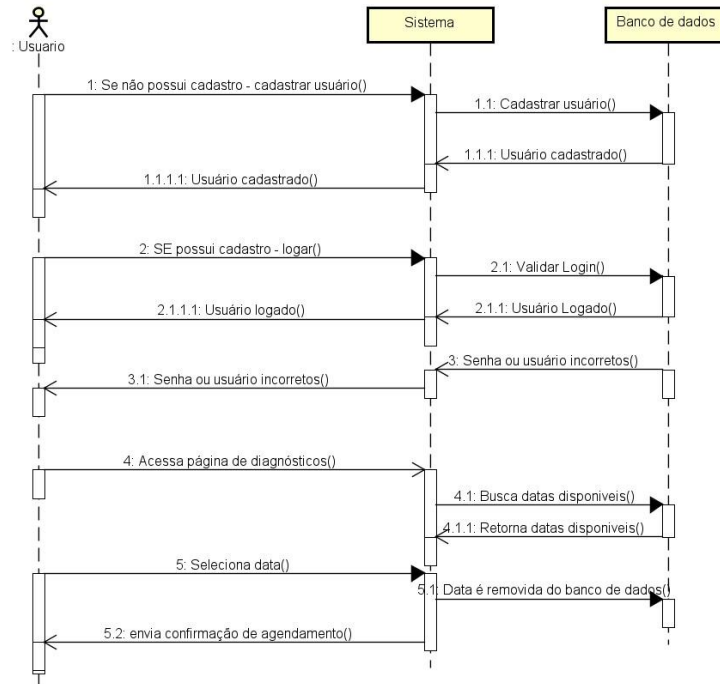 Sistema
Banco de dados
: Usuario
1: Se não possui cadastro - cadastrar usuário()
1.1: Cadastrar usuário()
1.1.1: Usuário cadastrado()
1.1.1.1: Usuário cadastrado()
2: SE possui cadastro - logar()
2.1: Validar Login()
2.1.1.1: Usuário logado()
2.1.1: Usuário Logado()
3: Senha ou usuário incorretos()
3.1: Senha ou usuário incorretos()
4: Acessa página de diagnósticos()
4.1: Busca datas disponiveis()
4.1.1: Retorna datas disponiveis()
5: Seleciona data()
5.1: Data é removida do banco de dados()
5.2: envia confirmação de agendamento()